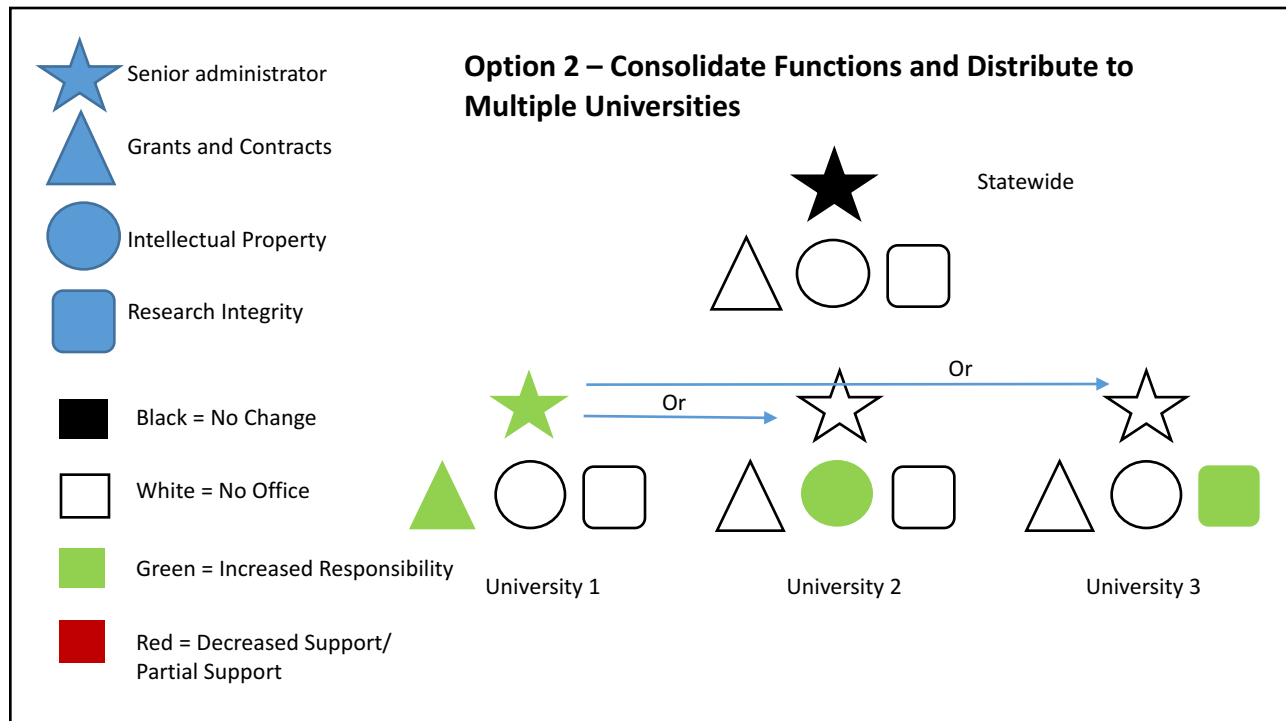 Senior administrator
Grants and Contracts
Intellectual Property
Research Integrity
Black = No Change
White = No Office
Green = Increased Responsibility
Red = Decreased Support/
Partial Support
Option 2 – Consolidate Functions and Distribute to
Multiple Universities
Statewide
Or
Or
University 1
University 2
University 3